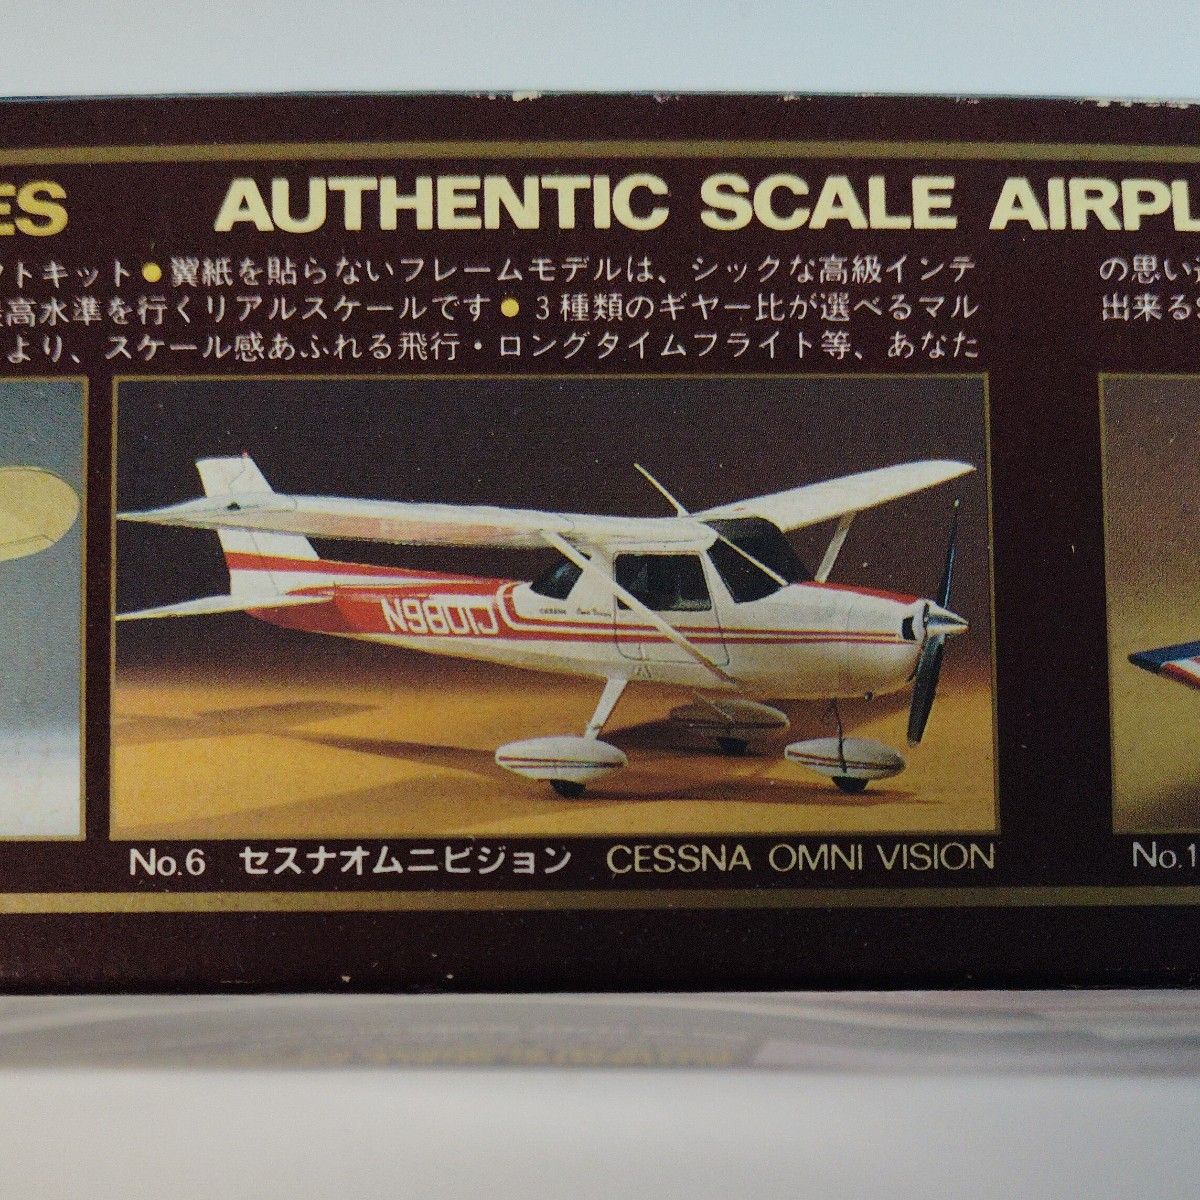 ES AUTHENTIC SCALE AIRPL
フトキット●翼紙を貼らないフレームモデルは、シックな高級インテ
高水準を行くリアルスケールです●3種類のギヤー比が選べるマル
より、スケール感あふれる飛行・ロングタイムフライト等、あなた
の思い
出来る
N9801J
No.6 セスナオムニビジョン CESSNA OMNI VISION
No.1